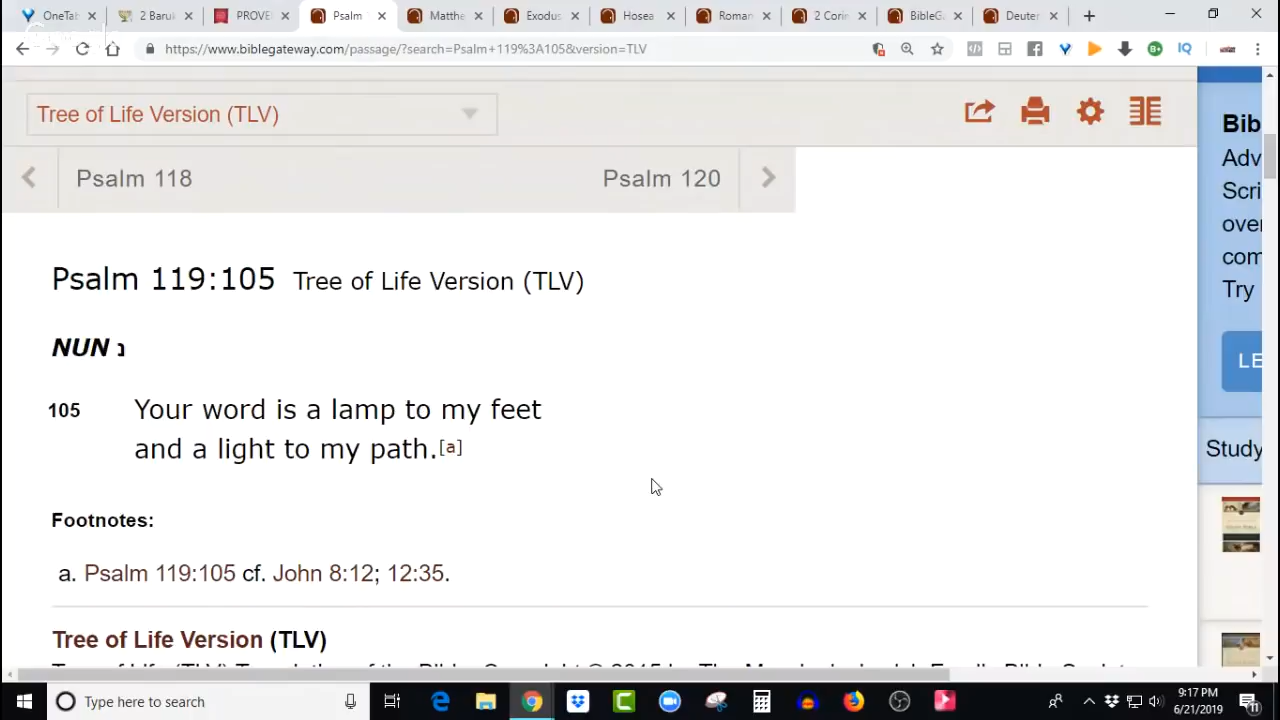 OneTab
2 Baruk
PROVE
Psalm
Matthe
Exodus
Hosea
Roman
2 Corin
BibleGa
Deuter
https://www.biblegateway.com/passage/?search=Psalm+119%3A105&version=TLV
Tree of Life Version (TLV)
Psalm 118
Psalm 120
Psalm 119:105 Tree of Life Version (TLV)
NUN נ
105 Your word is a lamp to my feet
and a light to my path.[a]
Footnotes:
a. Psalm 119:105 cf. John 8:12; 12:35.
Tree of Life Version (TLV)
Bib
Adv
Scri
over
com
Try
LE
Study
Type here to search
9:17 PM
6/21/2019
11